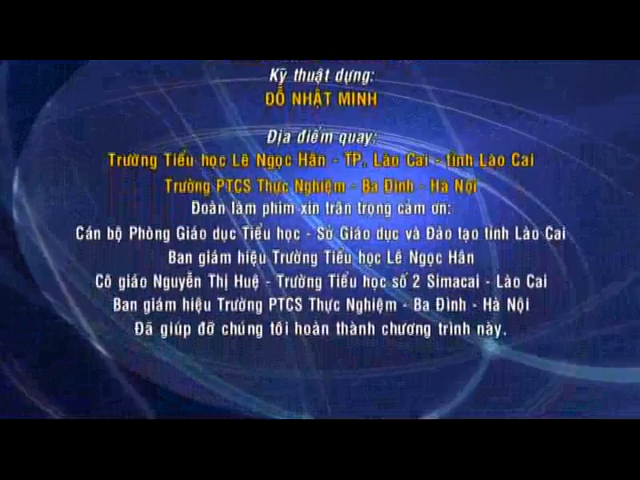 Kỹ thuật dựng:
ĐỖ NHẬT MINH
Địa điểm quay:
Trường Tiểu học Lê Ngọc Hân - TP. Lào Cai - tỉnh Lào Cai
Trường PTCS Thực Nghiệm - Ba Đình - Hà Nội
Đoàn làm phim xin trân trọng cảm ơn:
Cán bộ Phòng Giáo dục Tiểu học - Sở Giáo dục và Đào tạo tỉnh Lào Cai
Ban giám hiệu Trường Tiểu học Lê Ngọc Hân
Cô giáo Nguyễn Thị Huệ - Trường Tiểu học số 2 Simacai - Lào Cai
Ban giám hiệu Trường PTCS Thực Nghiệm - Ba Đình - Hà Nội
Đã giúp đỡ chúng tôi hoàn thành chương trình này.